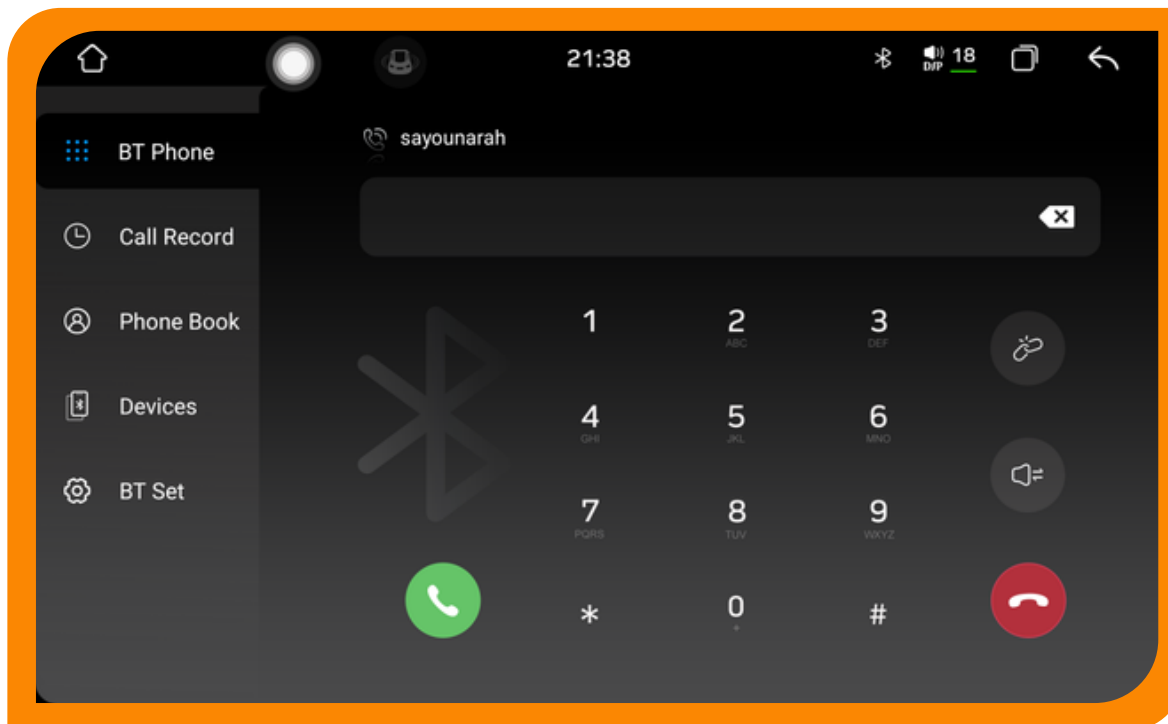 21:38
D/P 18
BT Phone
sayounarah
Call Record
Phone Book
Devices
BT Set
1 2 3
ABC DEF
4 5 6
GHI JKL MNO
7 8 9
PQRS TUV WXYZ
* 0 #
+